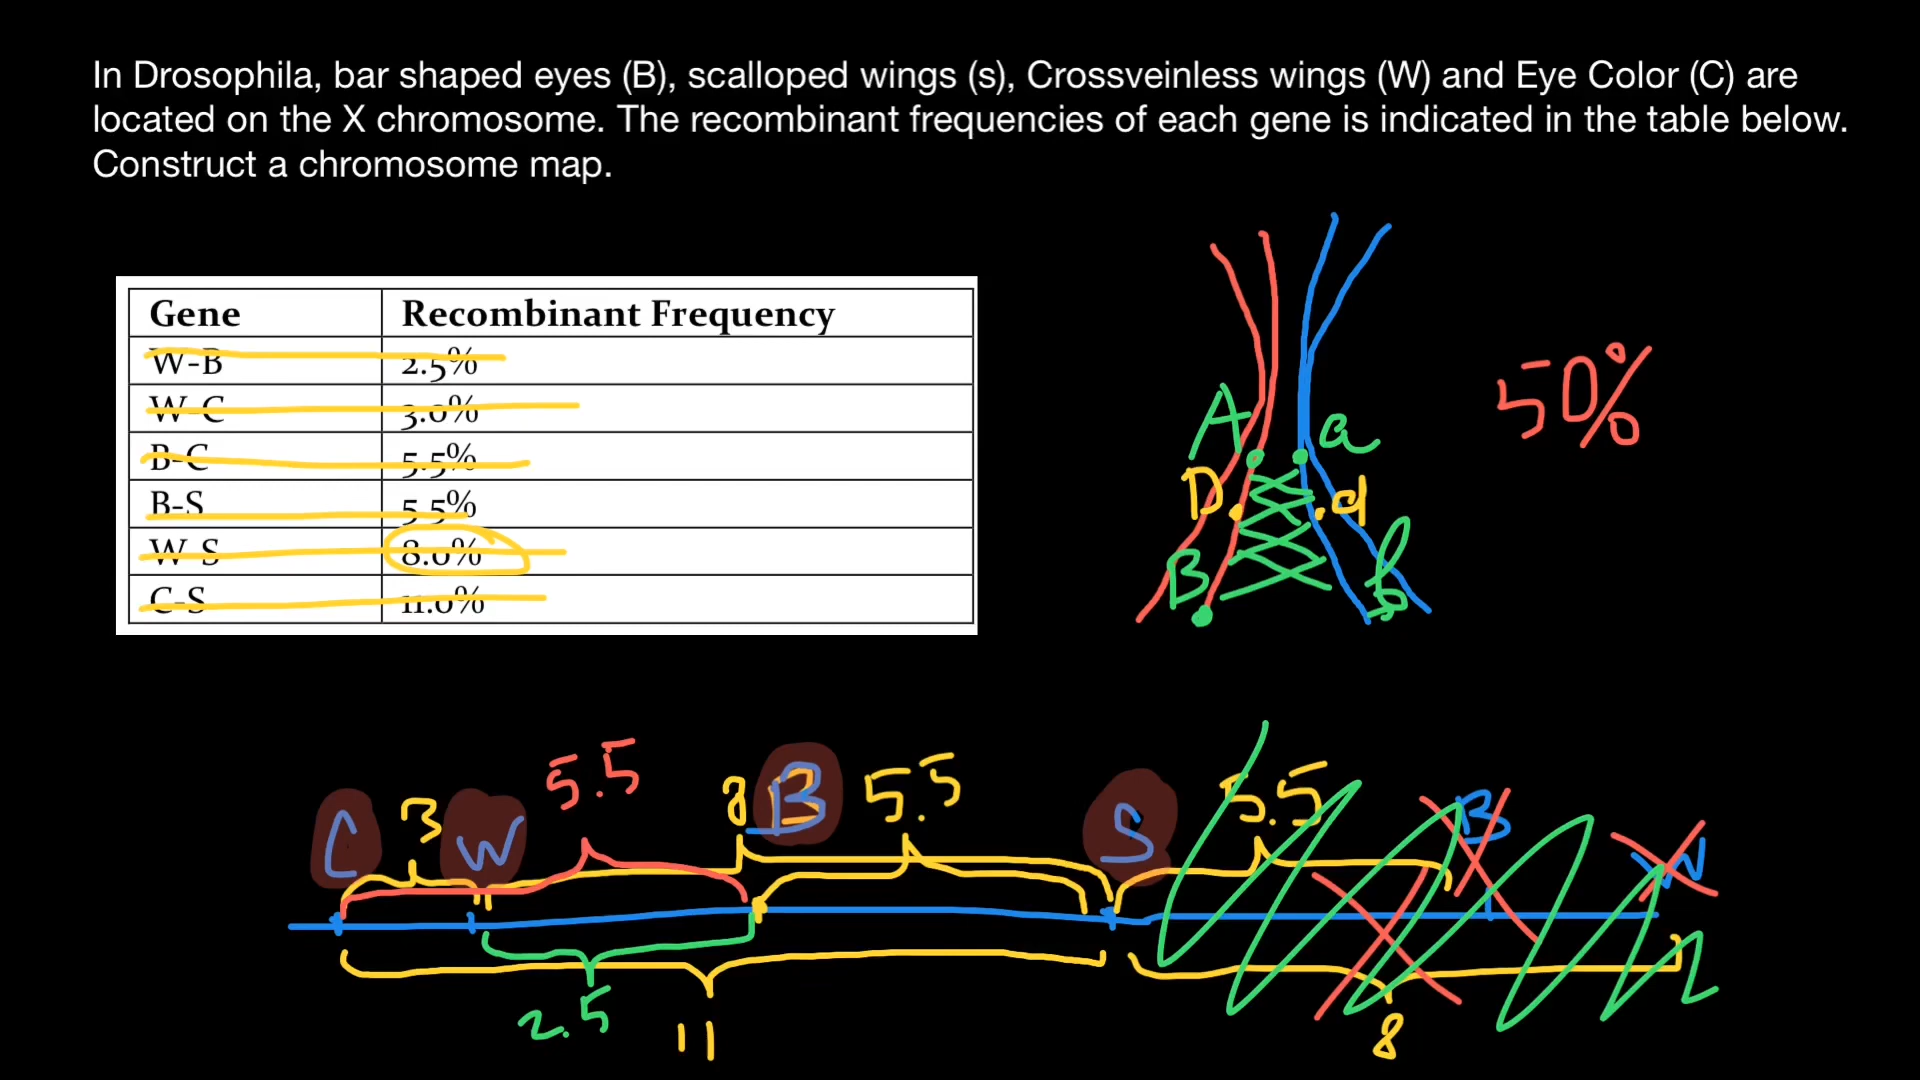 In Drosophila, bar shaped eyes (B), scalloped wings (s), Crossveinless wings (W) and Eye Color (C) are
located on the X chromosome. The recombinant frequencies of each gene is indicated in the table below.
Construct a chromosome map.
Gene Recombinant Frequency
W-B 2.5%
W-C 3.0%
B-C 5.5%
B-S 5.5%
W-S 8.0%
C-S 11.0%
50%
A a
D d
B b
5.5 8 B 5.5 5.5 B
C 3 W S W
2.5 11 8